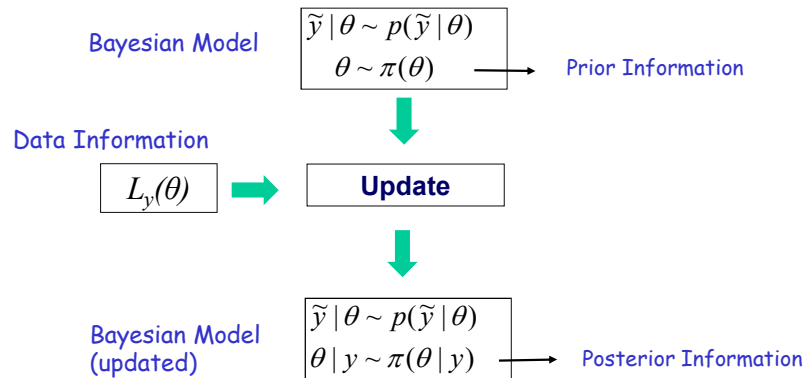 Bayesian Model
ỹ | θ ~ p(ỹ | θ)
θ ~ π(θ)
Prior Information
Data Information
L_y(θ)
Update
Bayesian Model
(updated)
ỹ | θ ~ p(ỹ | θ)
θ | y ~ π(θ | y)
Posterior Information